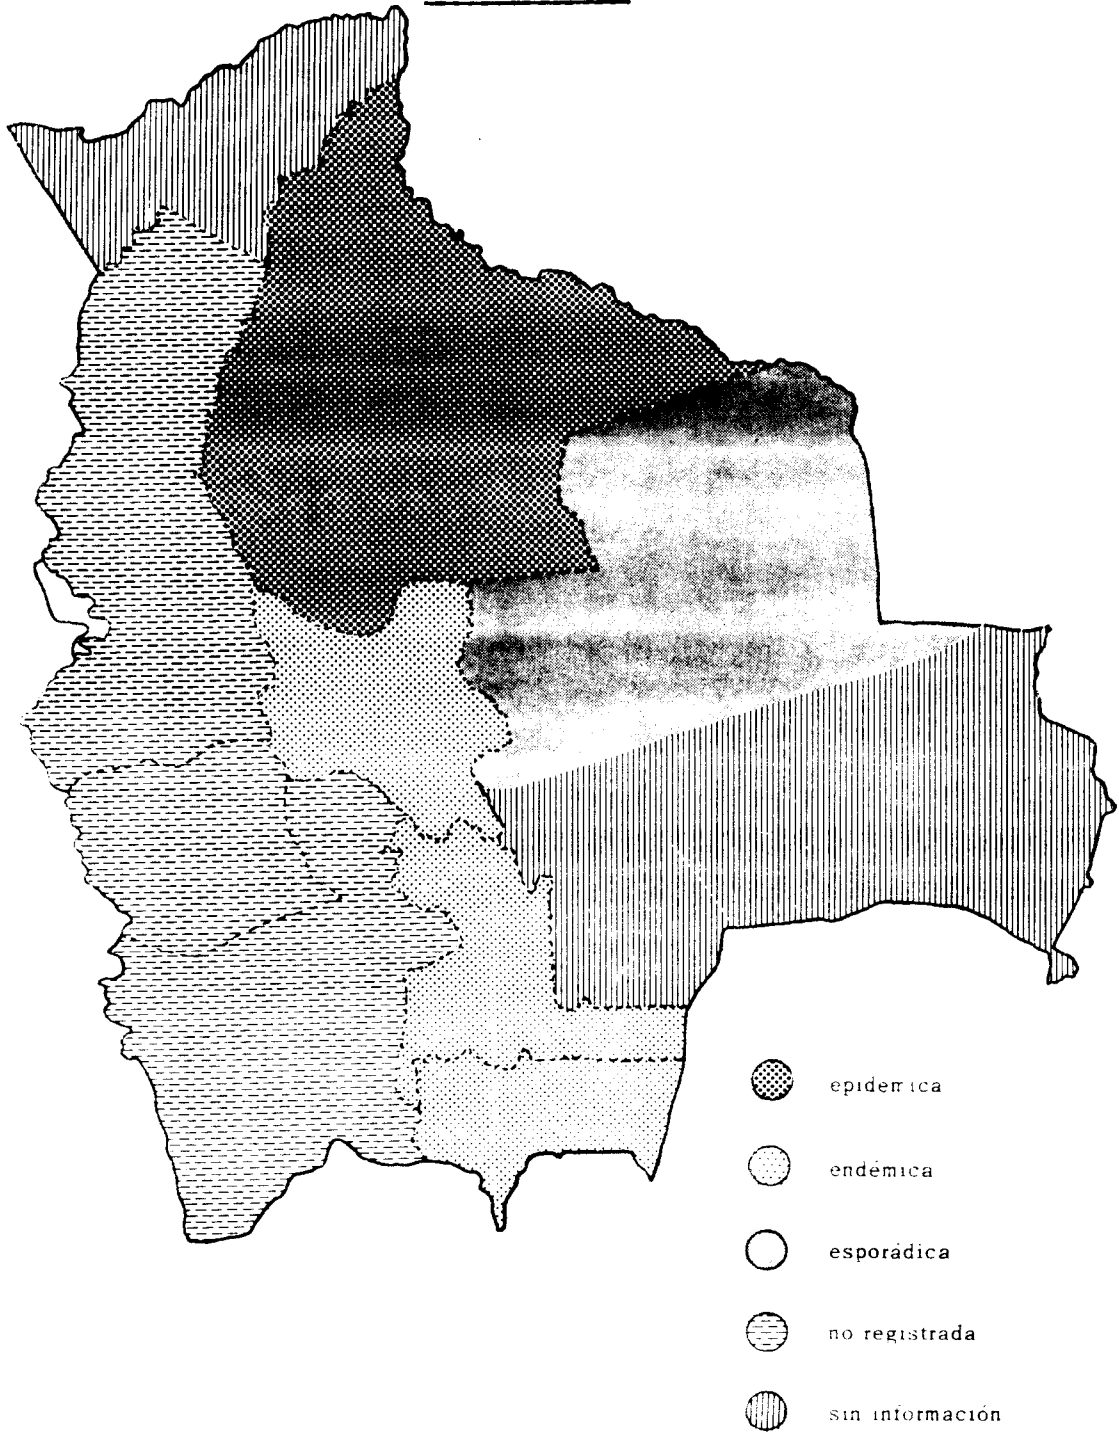 epidemica
endémica
esporádica
no registrada
sin información